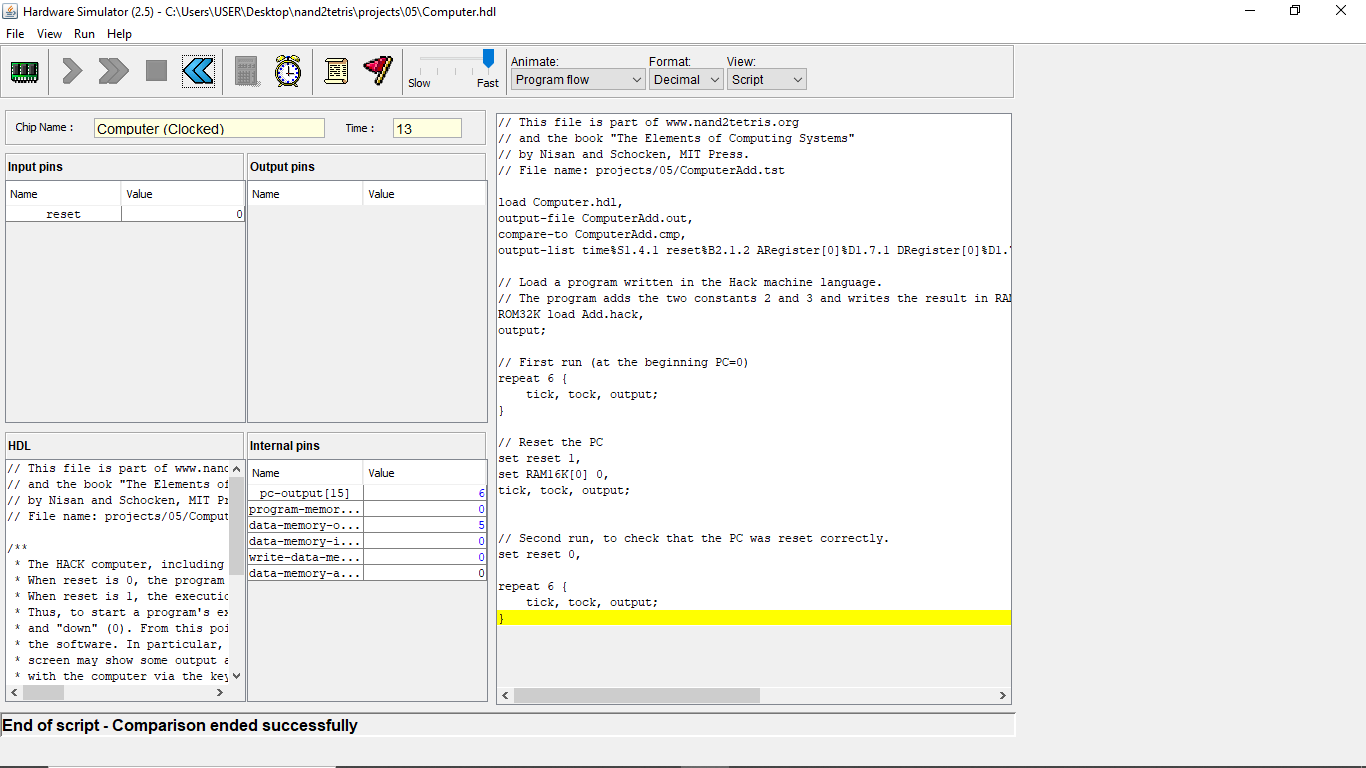 Hardware Simulator (2.5) - C:\Users\USER\Desktop\nand2tetris\projects\05\Computer.hdl
File View Run Help
Slow Fast
Animate: Format: View:
Program flow Decimal Script
Chip Name : Computer (Clocked) Time : 13
Input pins
Name Value
reset 0
Output pins
Name Value
HDL
// This file is part of www.nand
// and the book "The Elements of
// by Nisan and Schocken, MIT Pr
// File name: projects/05/Comput
/**
* The HACK computer, including
* When reset is 0, the program
* When reset is 1, the executio
* Thus, to start a program's ex
* and "down" (0). From this poi
* the software. In particular,
* screen may show some output a
* with the computer via the key
Internal pins
Name Value
pc-output[15] 6
program-memor... 0
data-memory-o... 5
data-memory-i... 0
write-data-me... 0
data-memory-a... 0
// This file is part of www.nand2tetris.org
// and the book "The Elements of Computing Systems"
// by Nisan and Schocken, MIT Press.
// File name: projects/05/ComputerAdd.tst
load Computer.hdl,
output-file ComputerAdd.out,
compare-to ComputerAdd.cmp,
output-list time%S1.4.1 reset%B2.1.2 ARegister[0]%D1.7.1 DRegister[0]%D1.
// Load a program written in the Hack machine language.
// The program adds the two constants 2 and 3 and writes the result in RAM
ROM32K load Add.hack,
output;
// First run (at the beginning PC=0)
repeat 6 {
tick, tock, output;
}
// Reset the PC
set reset 1,
set RAM16K[0] 0,
tick, tock, output;
// Second run, to check that the PC was reset correctly.
set reset 0,
repeat 6 {
tick, tock, output;
}
End of script - Comparison ended successfully